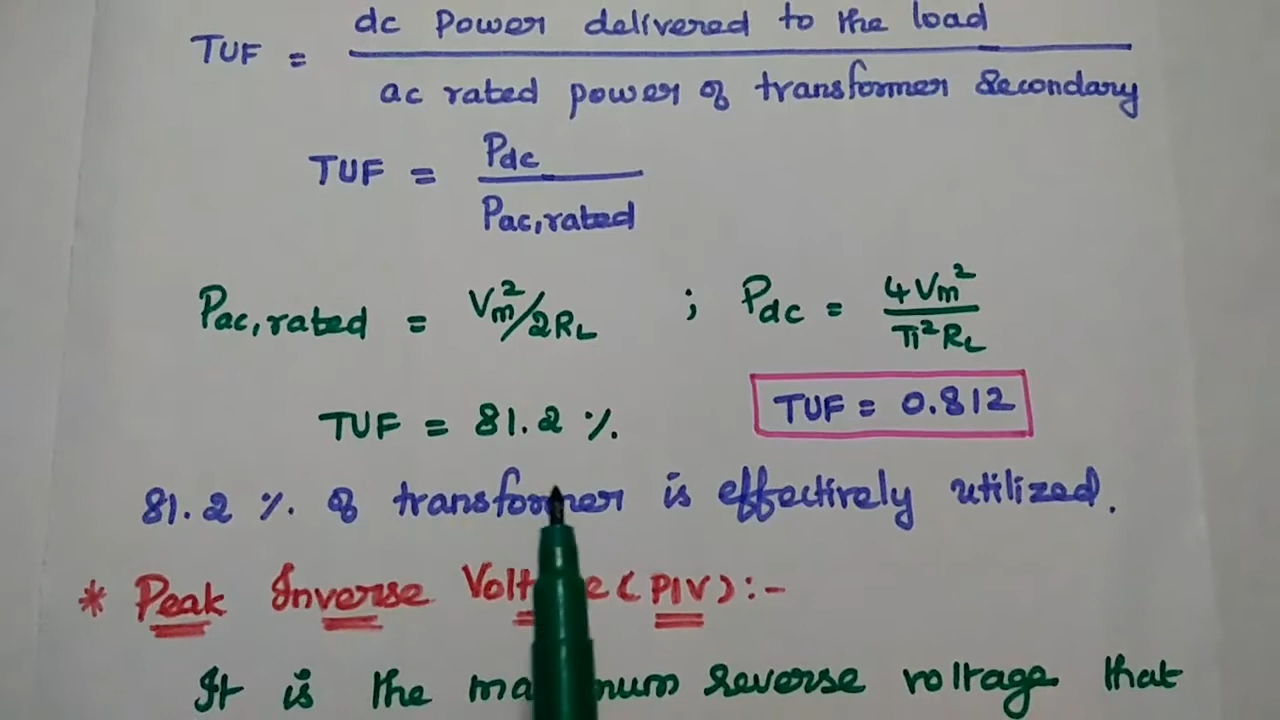 dc Power delivered to the load
TUF =
ac rated power of transformer Secondary
TUF = Pdc
Pac,rated
Pac,rated = Vm²/2RL ; Pdc = 4Vm²
π²RL
TUF = 81.2 %. TUF = 0.812
81.2 %. of transformer is effectively utilized.
* Peak Inverse (PIV):-
It is the reverse voltage that